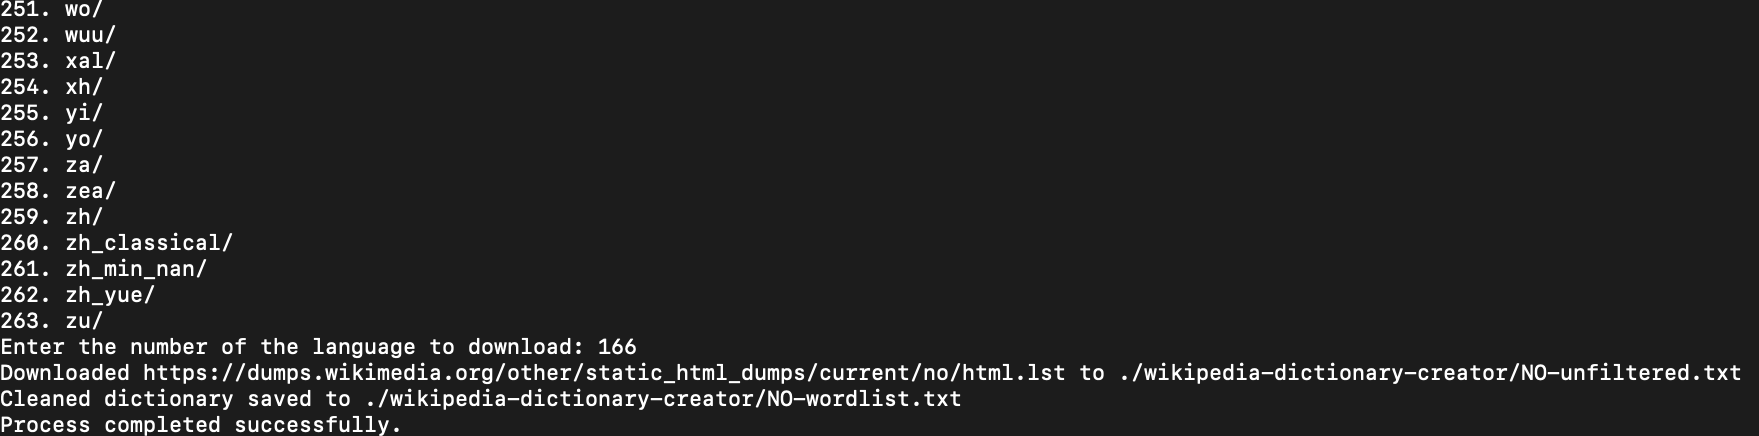 251. wo/
252. wuu/
253. xal/
254. xh/
255. yi/
256. yo/
257. za/
258. zea/
259. zh/
260. zh_classical/
261. zh_min_nan/
262. zh_yue/
263. zu/
Enter the number of the language to download: 166
Downloaded https://dumps.wikimedia.org/other/static_html_dumps/current/no/html.lst to ./wikipedia-dictionary-creator/NO-unfiltered.txt
Cleaned dictionary saved to ./wikipedia-dictionary-creator/NO-wordlist.txt
Process completed successfully.